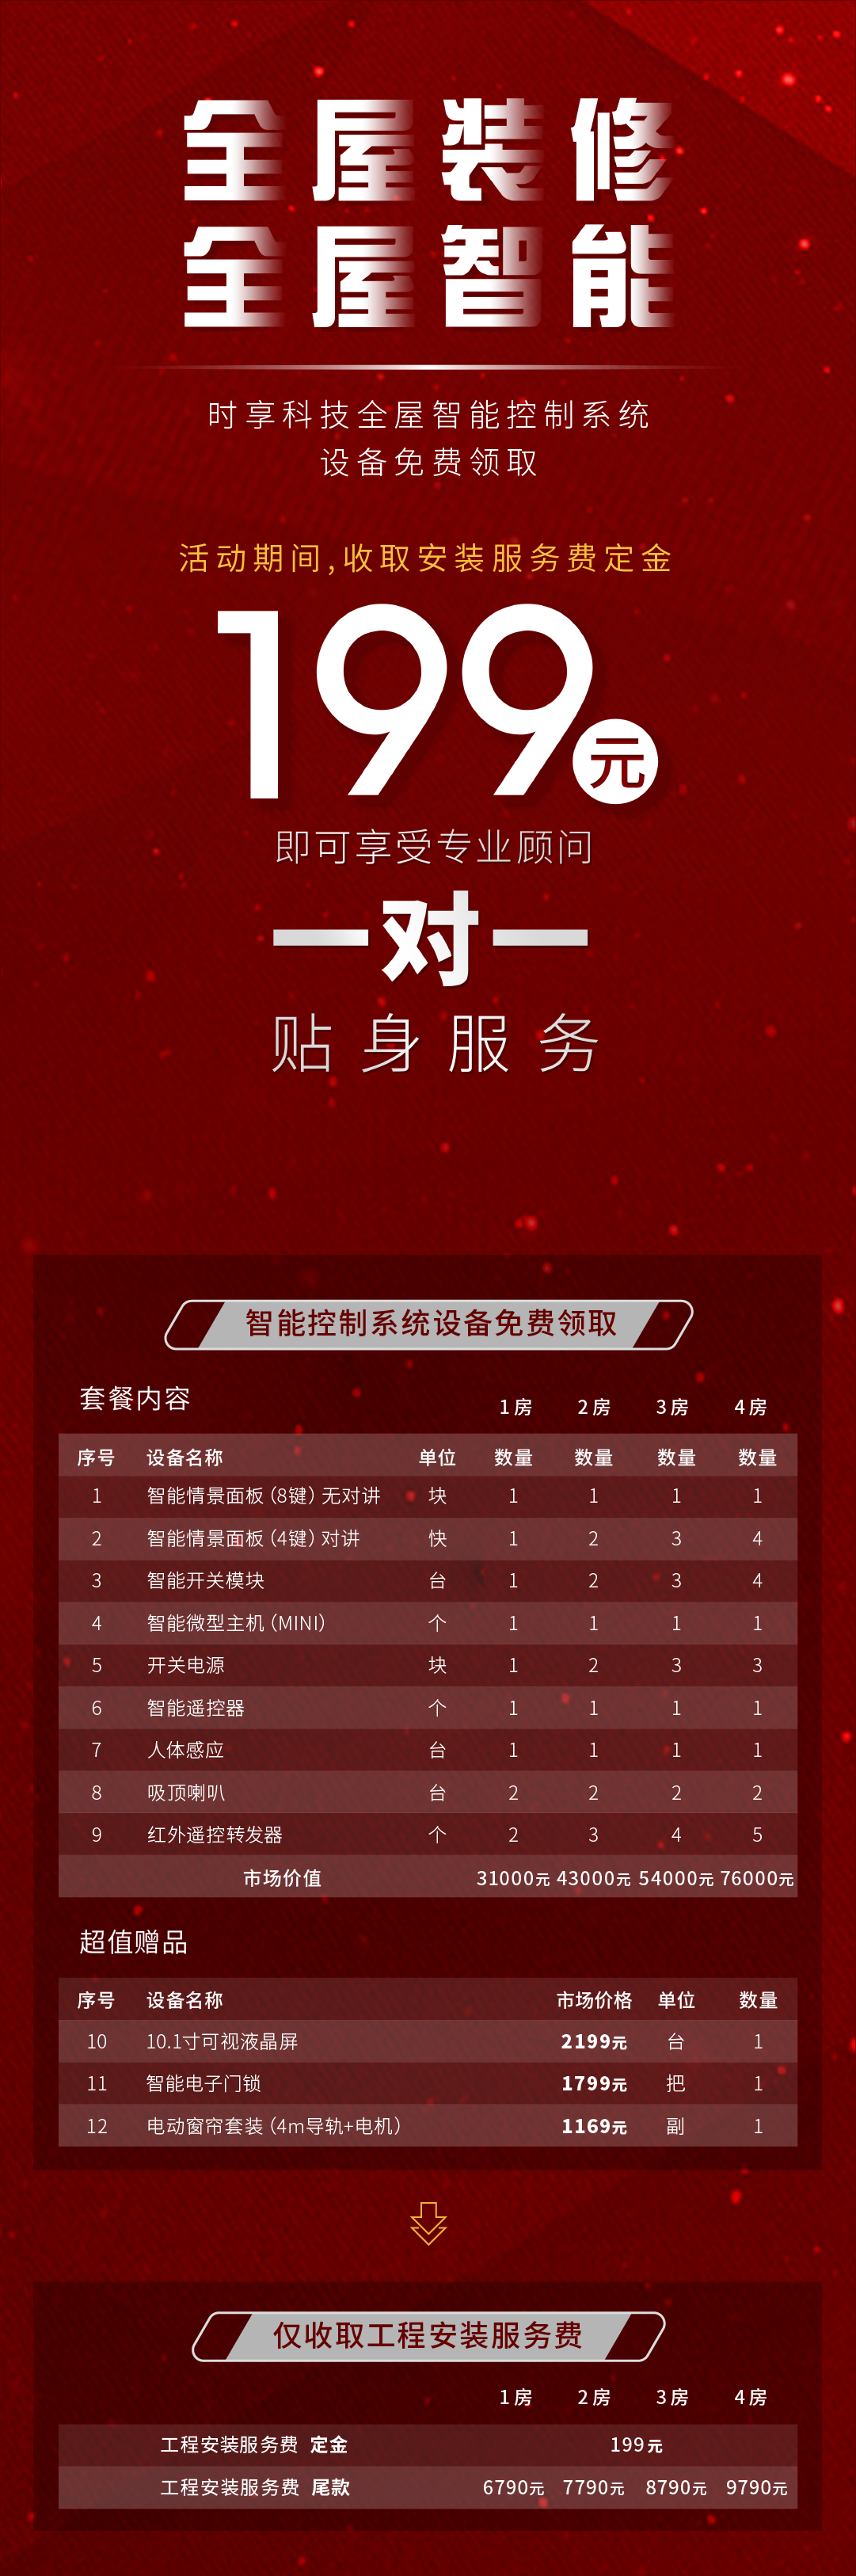 全屋装修
全屋智能
时享科技全屋智能控制系统
设备免费领取
活动期间,收取安装服务费定金
199元
即可享受专业顾问
一对一
贴身服务
智能控制系统设备免费领取
套餐内容 1房 2房 3房 4房
序号 设备名称 单位 数量 数量 数量 数量
1 智能情景面板（8键）无对讲 块 1 1 1 1
2 智能情景面板（4键）对讲 快 1 2 3 4
3 智能开关模块 台 1 2 3 4
4 智能微型主机（MINI） 个 1 1 1 1
5 开关电源 块 1 2 3 3
6 智能遥控器 个 1 1 1 1
7 人体感应 台 1 1 1 1
8 吸顶喇叭 台 2 2 2 2
9 红外遥控转发器 个 2 3 4 5
市场价值 31000元 43000元 54000元 76000元
超值赠品
序号 设备名称 市场价格 单位 数量
10 10.1寸可视液晶屏 2199元 台 1
11 智能电子门锁 1799元 把 1
12 电动窗帘套装（4m导轨+电机） 1169元 副 1
仅收取工程安装服务费
1房 2房 3房 4房
工程安装服务费 定金 199元
工程安装服务费 尾款 6790元 7790元 8790元 9790元